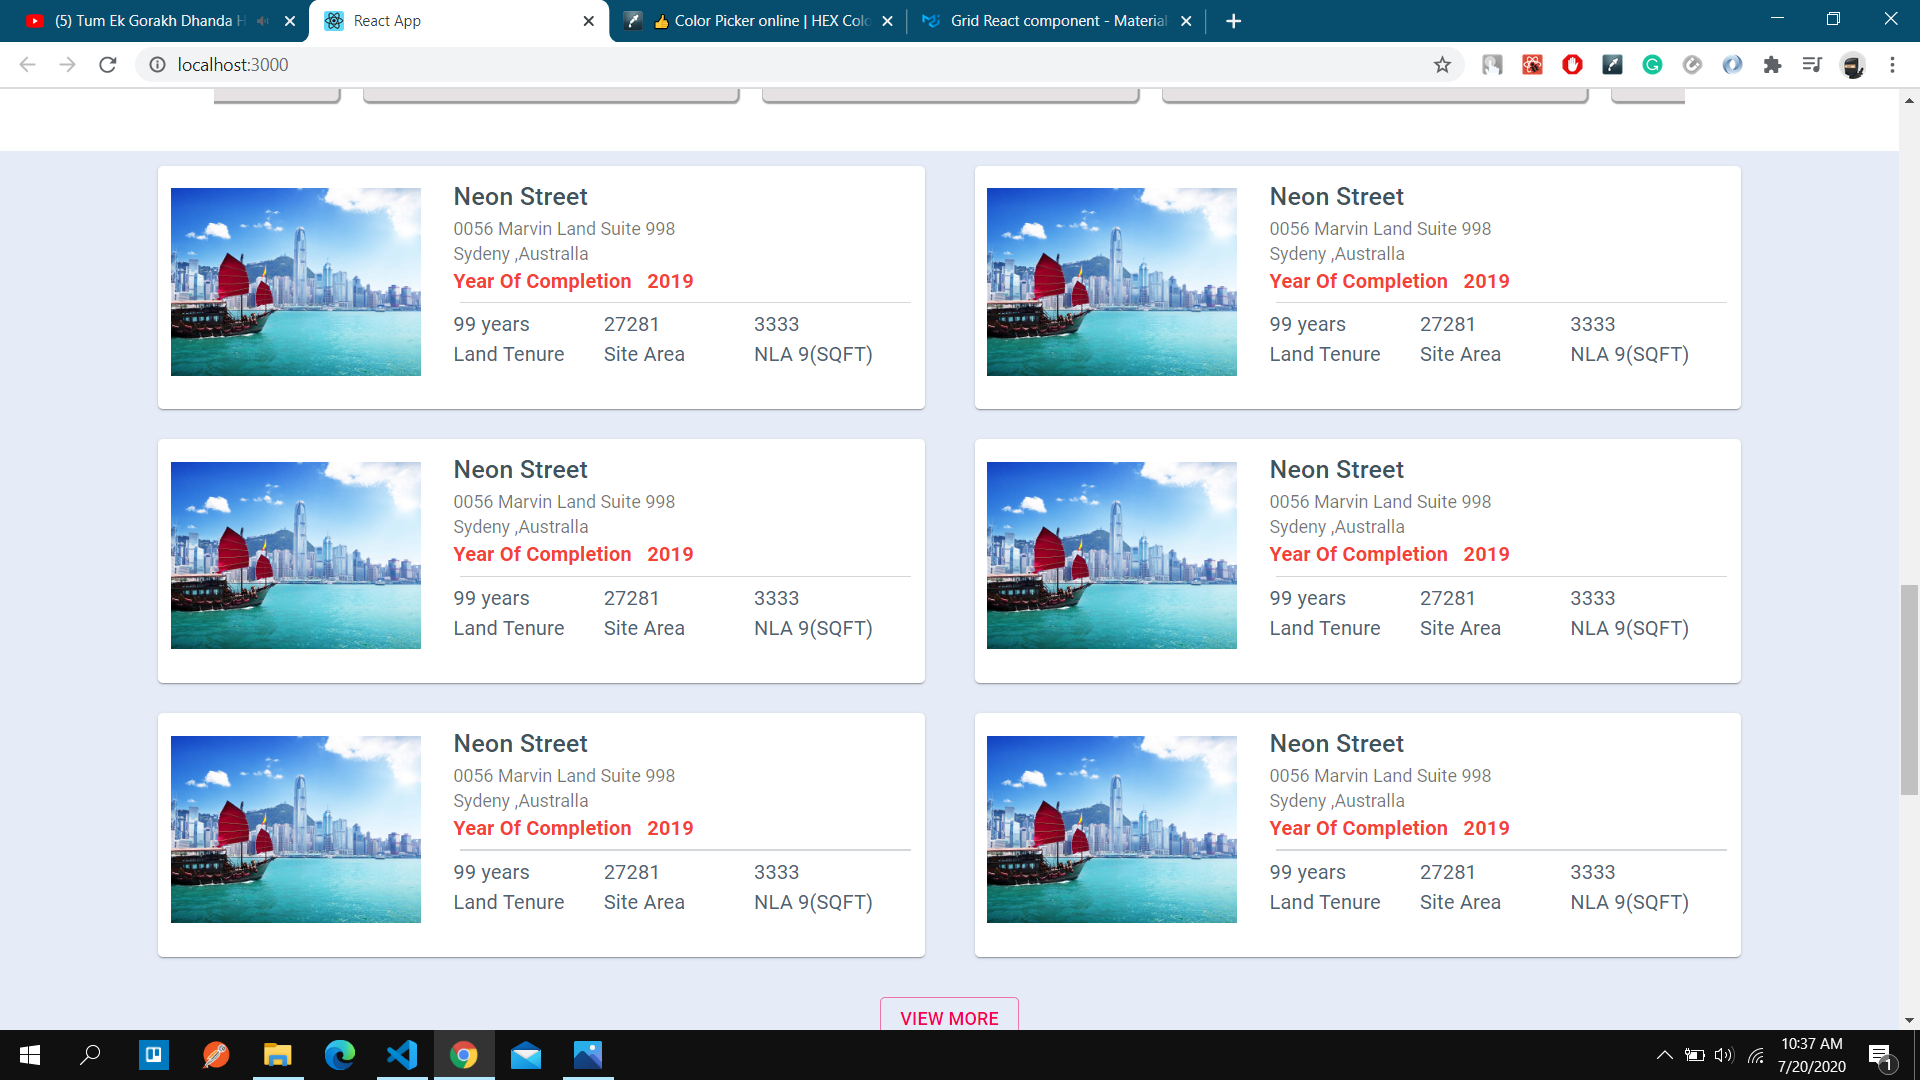 (5) Tum Ek Gorakh Dhanda H
React App
Color Picker online | HEX Colo
Grid React component - Material
localhost:3000
Neon Street
0056 Marvin Land Suite 998
Sydeny ,Australla
Year Of Completion 2019
99 years 27281 3333
Land Tenure Site Area NLA 9(SQFT)
Neon Street
0056 Marvin Land Suite 998
Sydeny ,Australla
Year Of Completion 2019
99 years 27281 3333
Land Tenure Site Area NLA 9(SQFT)
Neon Street
0056 Marvin Land Suite 998
Sydeny ,Australla
Year Of Completion 2019
99 years 27281 3333
Land Tenure Site Area NLA 9(SQFT)
Neon Street
0056 Marvin Land Suite 998
Sydeny ,Australla
Year Of Completion 2019
99 years 27281 3333
Land Tenure Site Area NLA 9(SQFT)
Neon Street
0056 Marvin Land Suite 998
Sydeny ,Australla
Year Of Completion 2019
99 years 27281 3333
Land Tenure Site Area NLA 9(SQFT)
Neon Street
0056 Marvin Land Suite 998
Sydeny ,Australla
Year Of Completion 2019
99 years 27281 3333
Land Tenure Site Area NLA 9(SQFT)
VIEW MORE
10:37 AM
7/20/2020
1